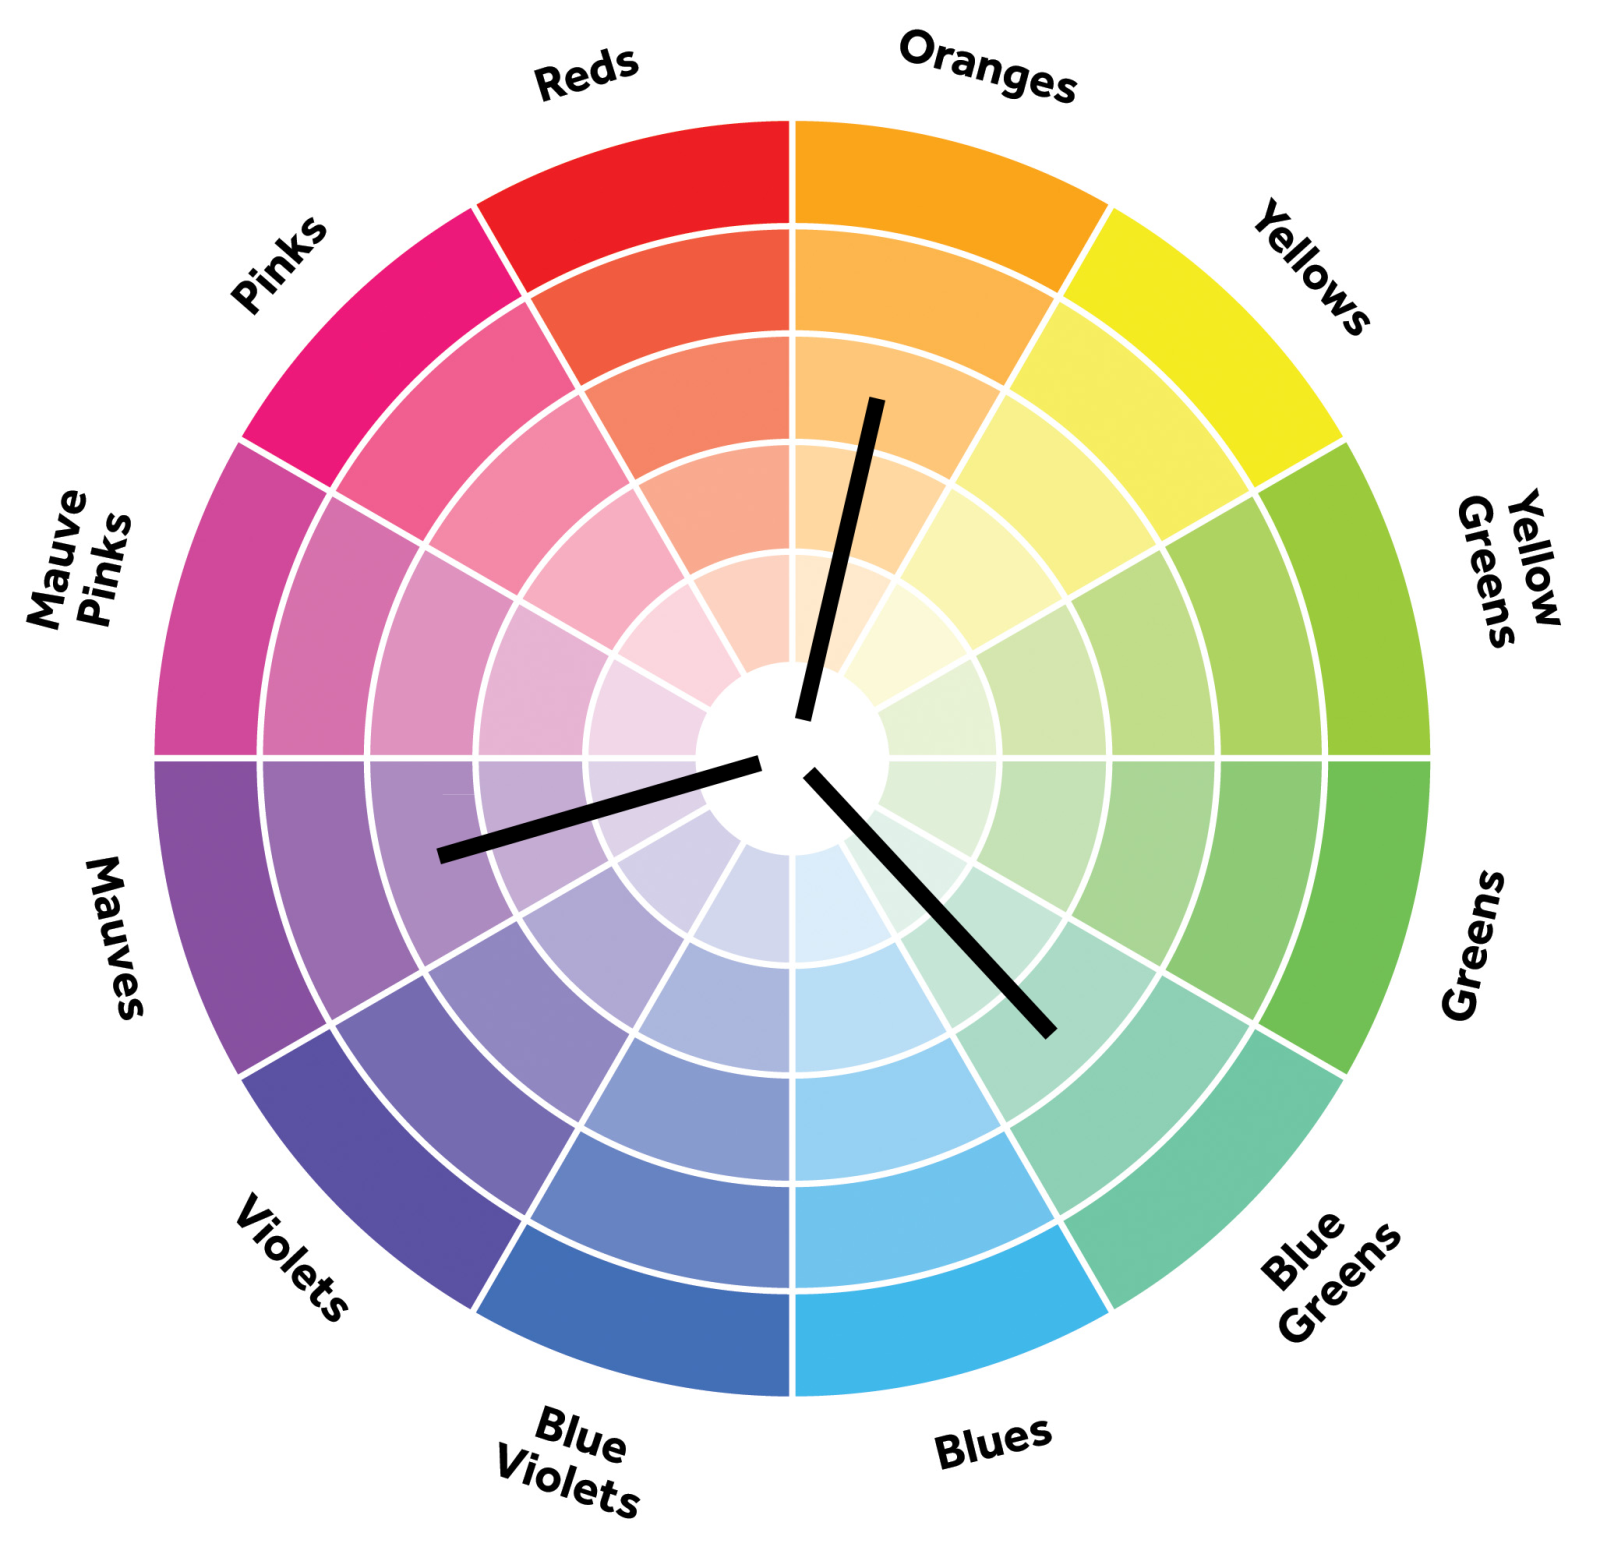 Reds
Oranges
Yellows
Yellow
Greens
Greens
Blue
Greens
Blues
Blue
Violets
Violets
Mauves
Mauve
Pinks
Pinks